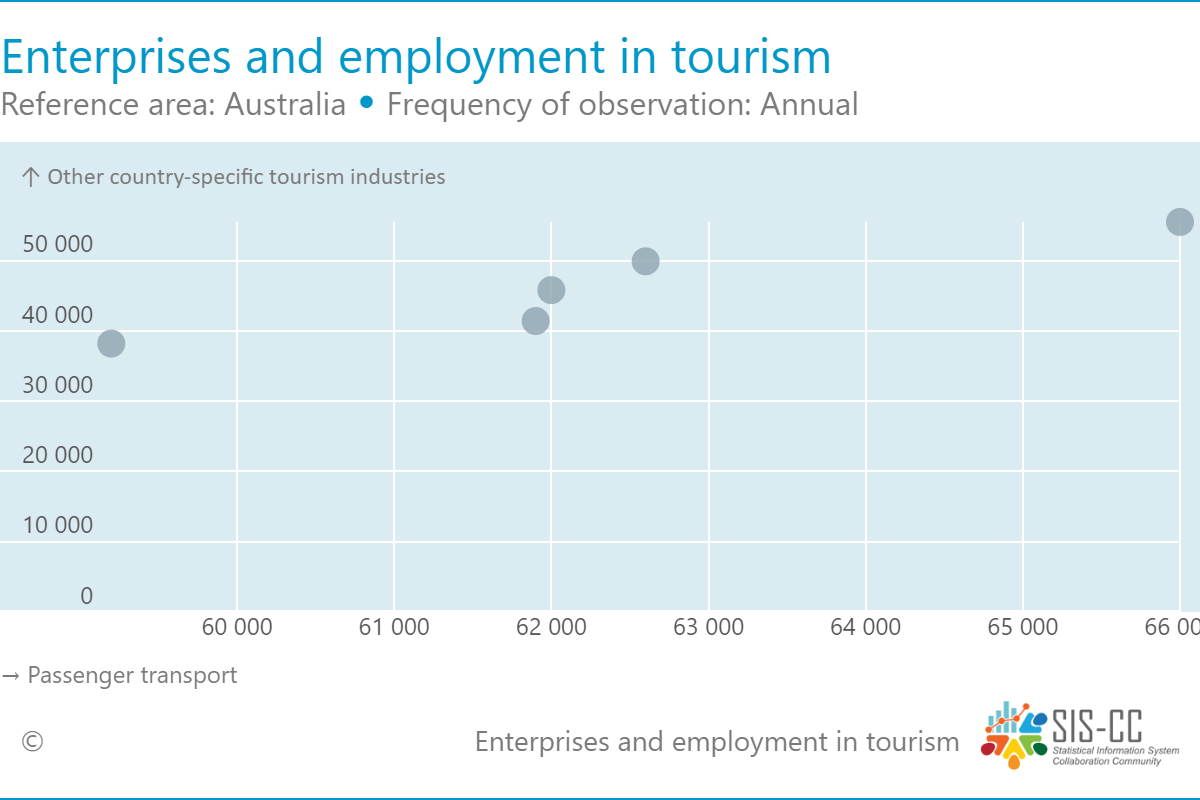 Enterprises and employment in tourism
Reference area: Australia • Frequency of observation: Annual
↑ Other country-specific tourism industries
50 000
40 000
30 000
20 000
10 000
0
60 000 61 000 62 000 63 000 64 000 65 000 66 00
→ Passenger transport
© Enterprises and employment in tourism
SIS-CC
Statistical Information System
Collaboration Community